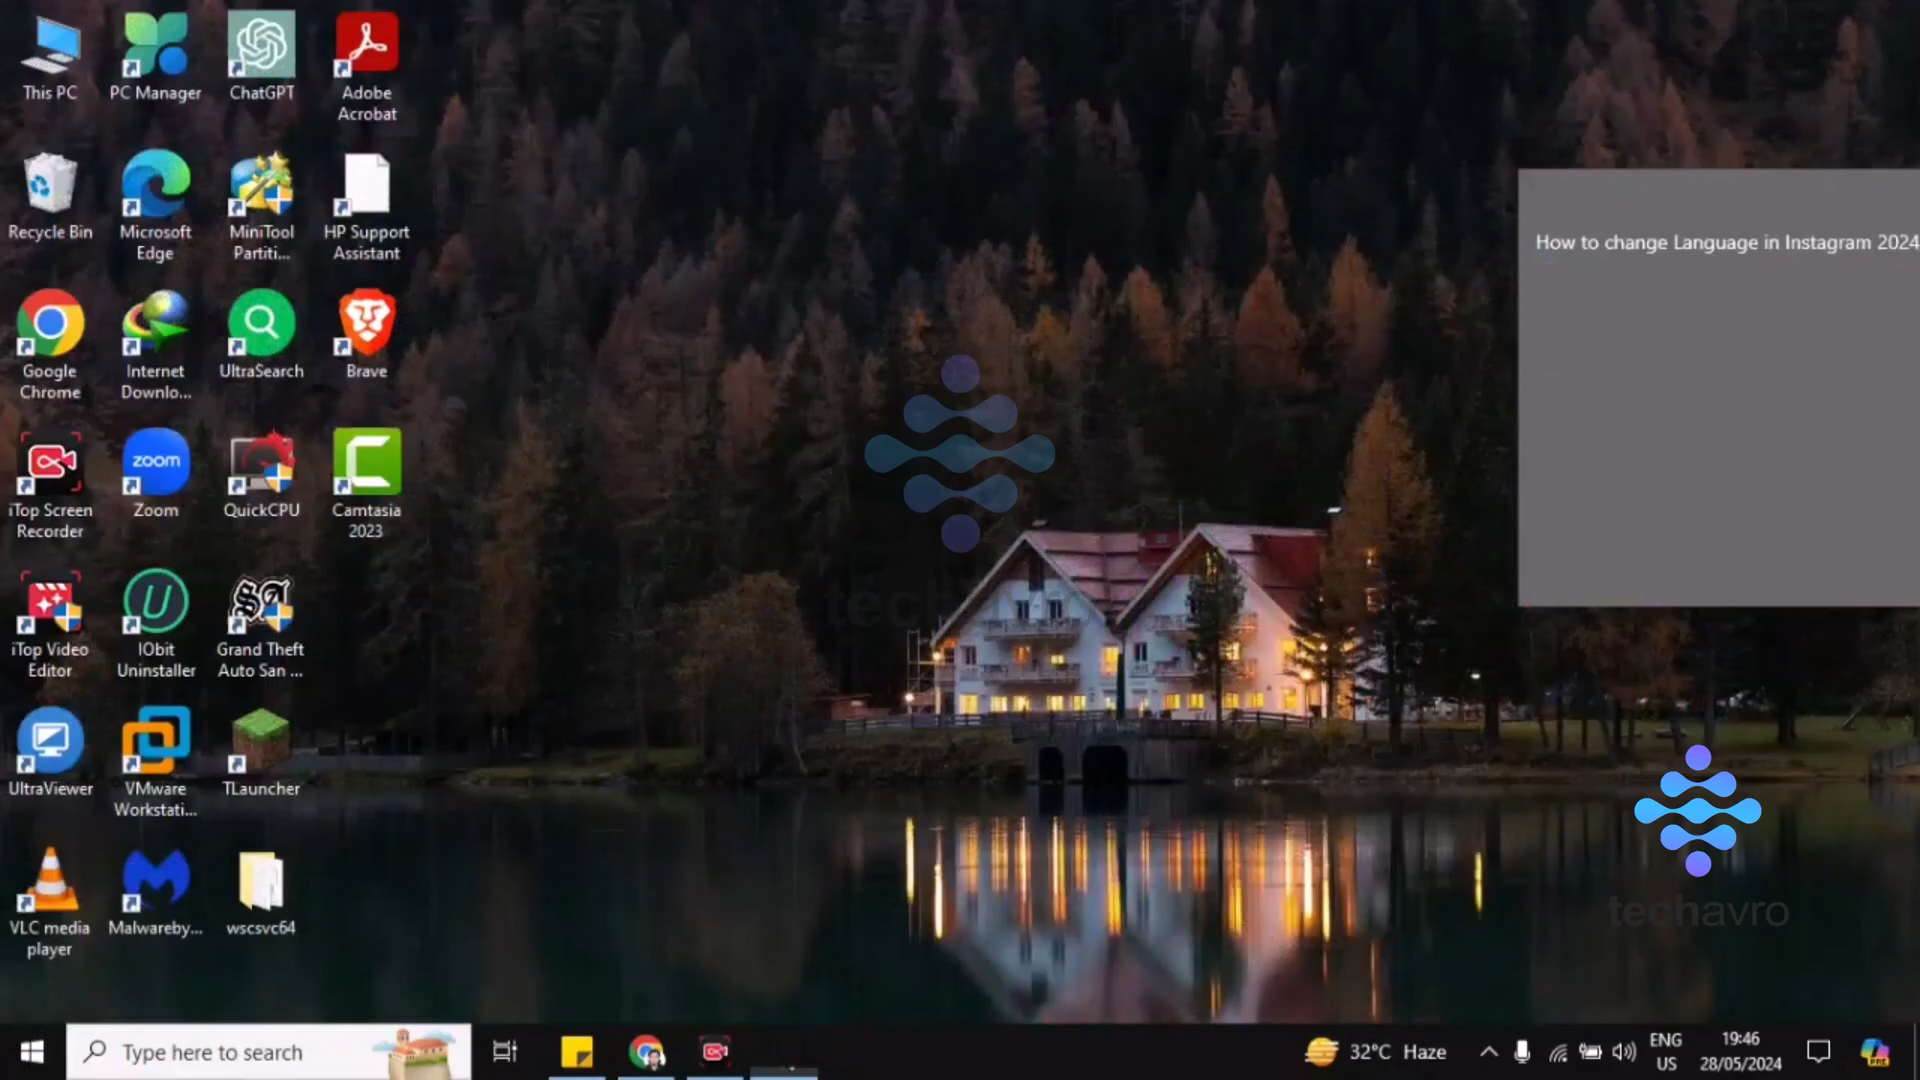 This PC
PC Manager
ChatGPT
Adobe
Acrobat
Recycle Bin
Microsoft
Edge
MiniTool
Partiti...
HP Support
Assistant
Google
Chrome
Internet
Downlo...
UltraSearch
Brave
iTop Screen
Recorder
zoom
Zoom
QuickCPU
Camtasia
2023
iTop Video
Editor
IObit
Uninstaller
Grand Theft
Auto San ...
UltraViewer
VMware
Workstati...
TLauncher
VLC media
player
Malwareby...
wscsvc64
How to change Language in Instagram 2024
techavro
techavro
Type here to search
32°C Haze
ENG
US
19:46
28/05/2024
PRE